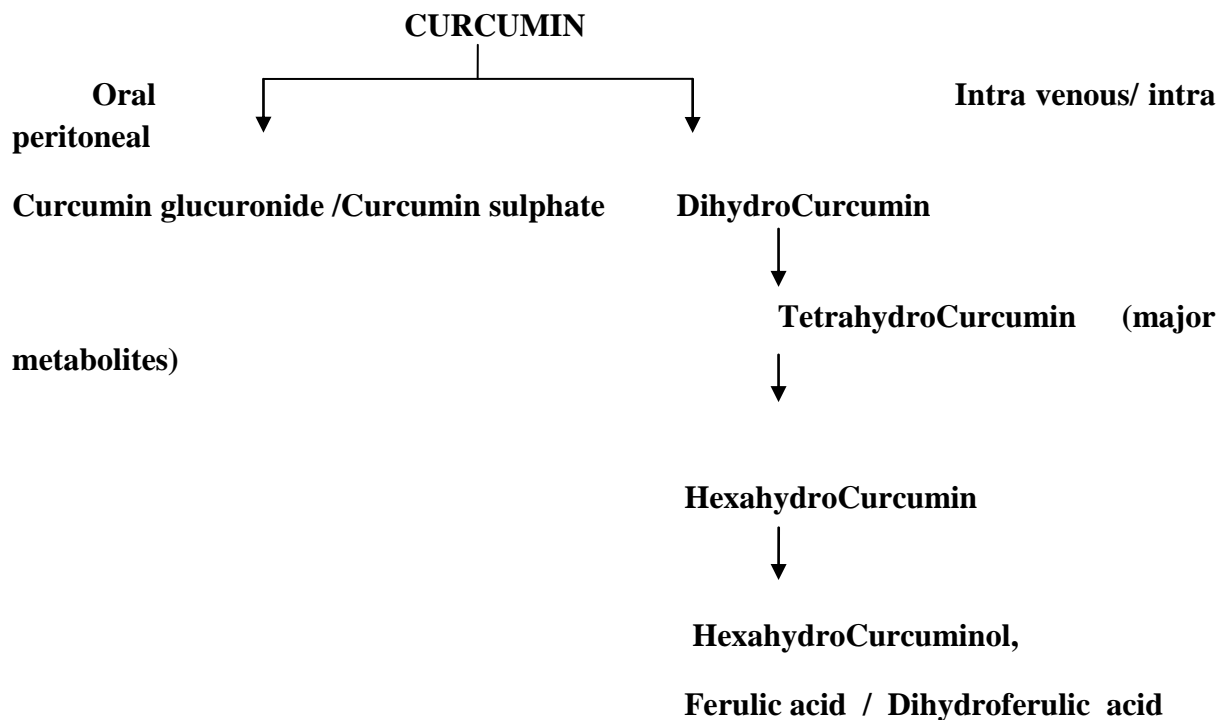 CURCUMIN
Oral Intra venous/ intra
peritoneal
Curcumin glucuronide /Curcumin sulphate DihydroCurcumin
TetrahydroCurcumin (major
metabolites)
HexahydroCurcumin
HexahydroCurcuminol,
Ferulic acid / Dihydroferulic acid